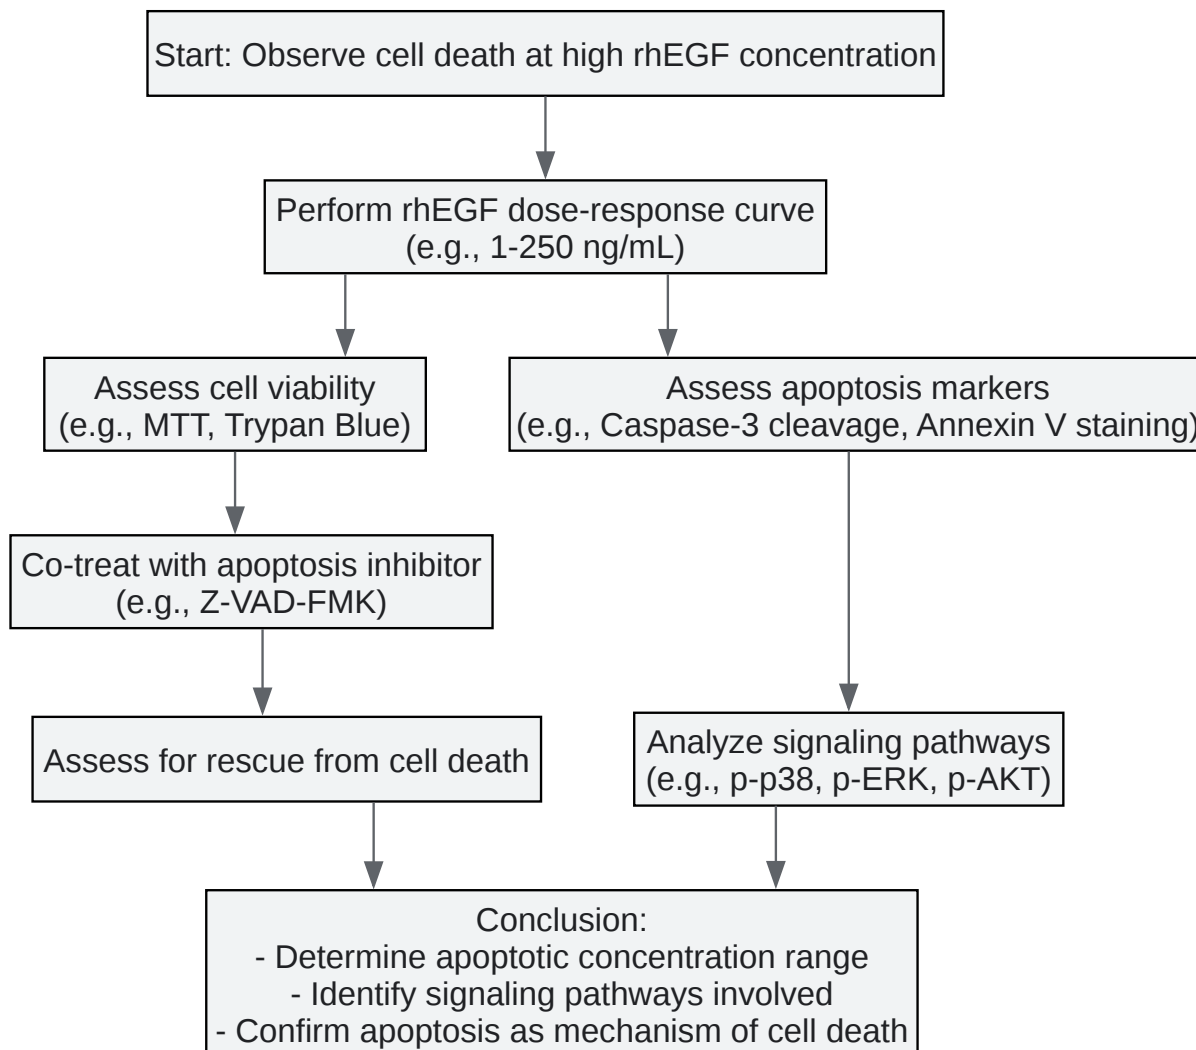 Start: Observe cell death at high rhEGF concentration
Perform rhEGF dose-response curve
(e.g., 1-250 ng/mL)
Assess cell viability
(e.g., MTT, Trypan Blue)
Assess apoptosis markers
(e.g., Caspase-3 cleavage, Annexin V staining)
Co-treat with apoptosis inhibitor
(e.g., Z-VAD-FMK)
Assess for rescue from cell death
Analyze signaling pathways
(e.g., p-p38, p-ERK, p-AKT)
Conclusion:
- Determine apoptotic concentration range
- Identify signaling pathways involved
- Confirm apoptosis as mechanism of cell death